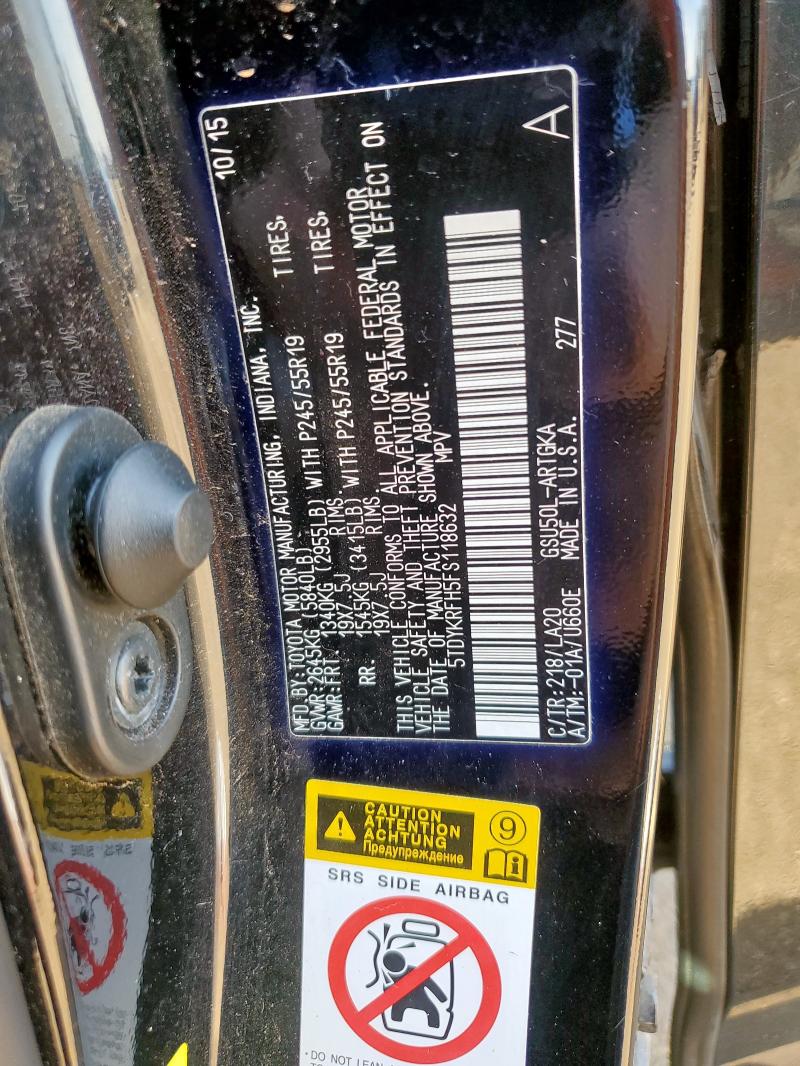 MFD.BY:TOYOTA MOTOR MANUFACTURING, INDIANA, INC. 10/15
GVWR:2645KG(5840LB)
GAWR:FRT. 1340KG (2955LB) WITH P245/55R19 TIRES,
19X7.5J RIMS.
RR. 1545KG (3415LB) WITH P245/55R19 TIRES,
19X7.5J RIMS.
THIS VEHICLE CONFORMS TO ALL APPLICABLE FEDERAL MOTOR
VEHICLE SAFETY AND THEFT PREVENTION STANDARDS IN EFFECT ON
THE DATE OF MANUFACTURE SHOWN ABOVE.
5TDYKRFH5FS118632 MPV
C/TR:218/LA20 GSU50L-ARTGKA 277
A/TM:-01A/U660E MADE IN U.S.A.
A
CAUTION
ATTENTION
ACHTUNG
Предупреждение
9
i
SRS SIDE AIRBAG
・DO NOT LEAN